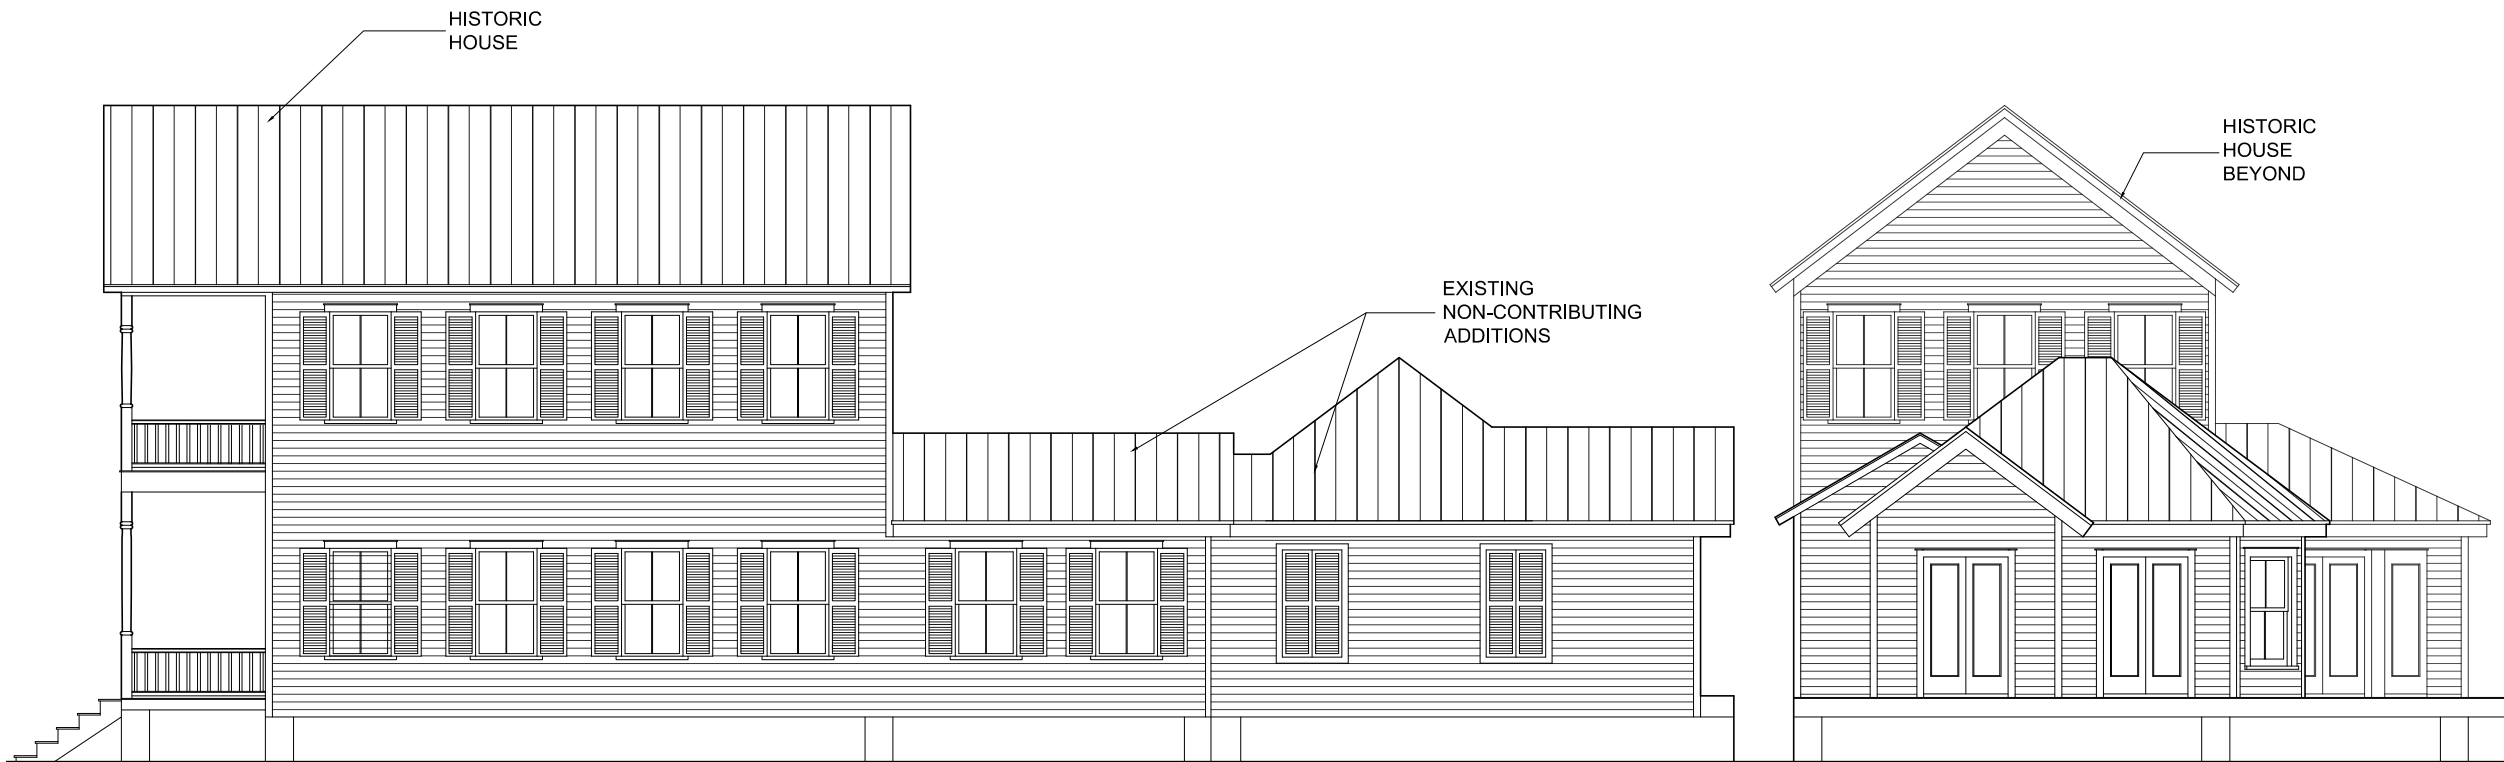 HISTORIC
HOUSE
EXISTING
NON-CONTRIBUTING
ADDITIONS
HISTORIC
HOUSE
BEYOND